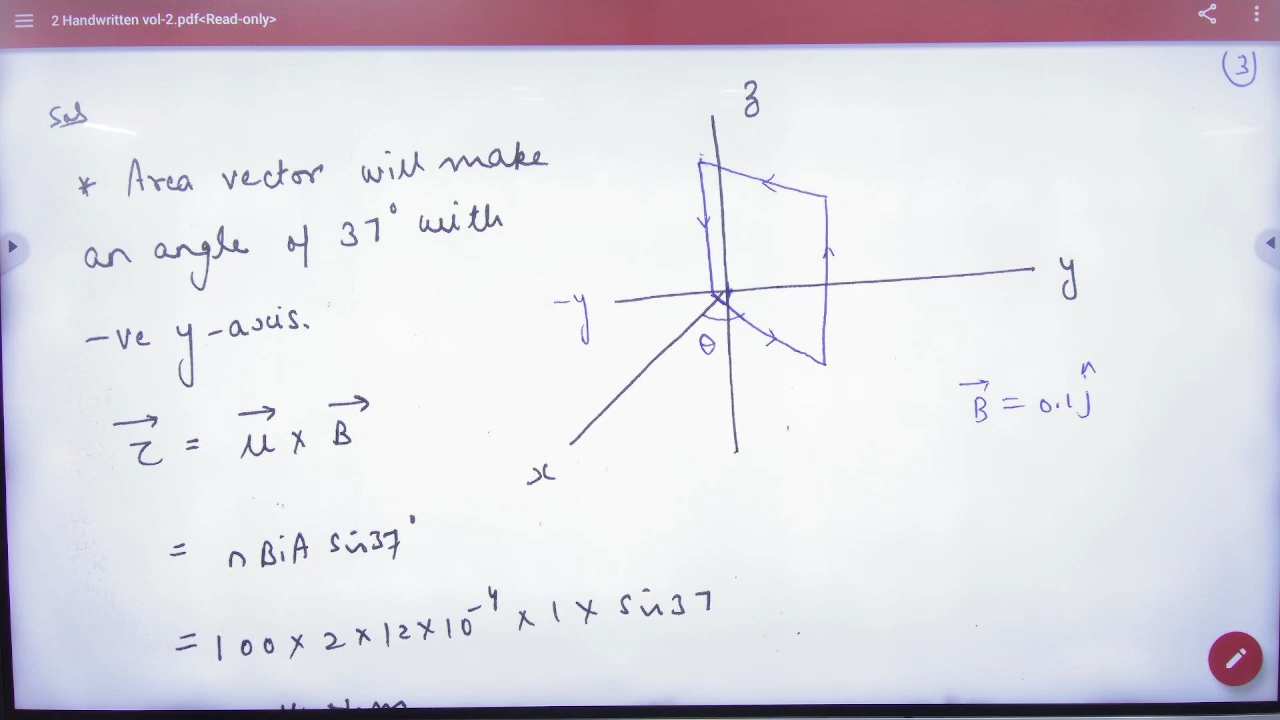 2 Handwritten vol-2.pdf<Read-only>
3
Sol
* Area vector will make
an angle of 37° with
-ve y-axis.
z
-y
y
θ
x
B⃗ = 0.1ĵ
τ⃗ = μ⃗ × B⃗
= nBiA sin37°
= 100 × 2 × 12 × 10⁻⁴ × 1 × sin37